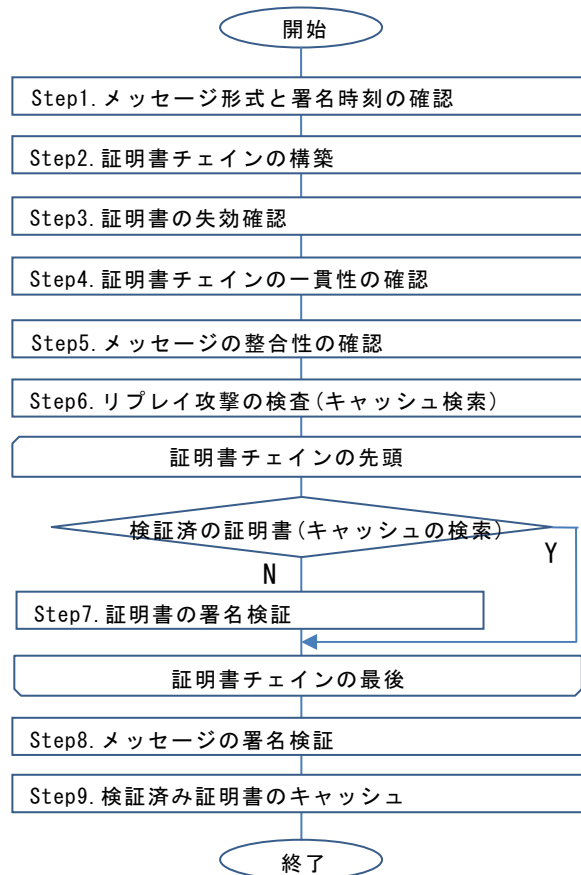 開始
Step1.メッセージ形式と署名時刻の確認
Step2.証明書チェインの構築
Step3.証明書の失効確認
Step4.証明書チェインの一貫性の確認
Step5.メッセージの整合性の確認
Step6.リプレイ攻撃の検査(キャッシュ検索)
証明書チェインの先頭
検証済の証明書(キャッシュの検索)
Y
N
Step7.証明書の署名検証
証明書チェインの最後
Step8.メッセージの署名検証
Step9.検証済み証明書のキャッシュ
終了